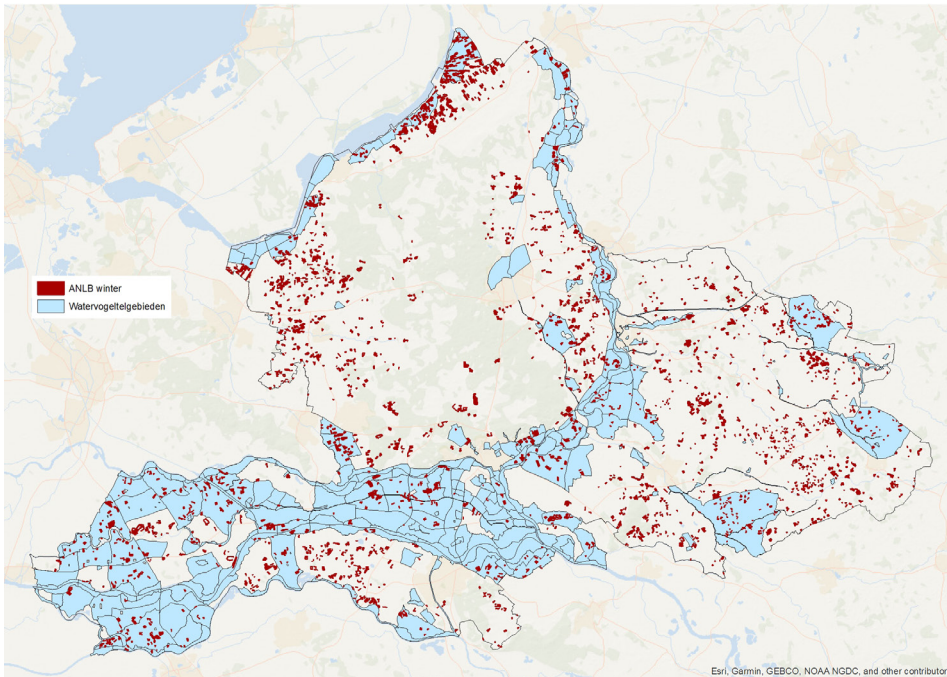 ANLB winter
Watervogeltelgebieden
Esri, Garmin, GEBCO, NOAA NGDC, and other contributor